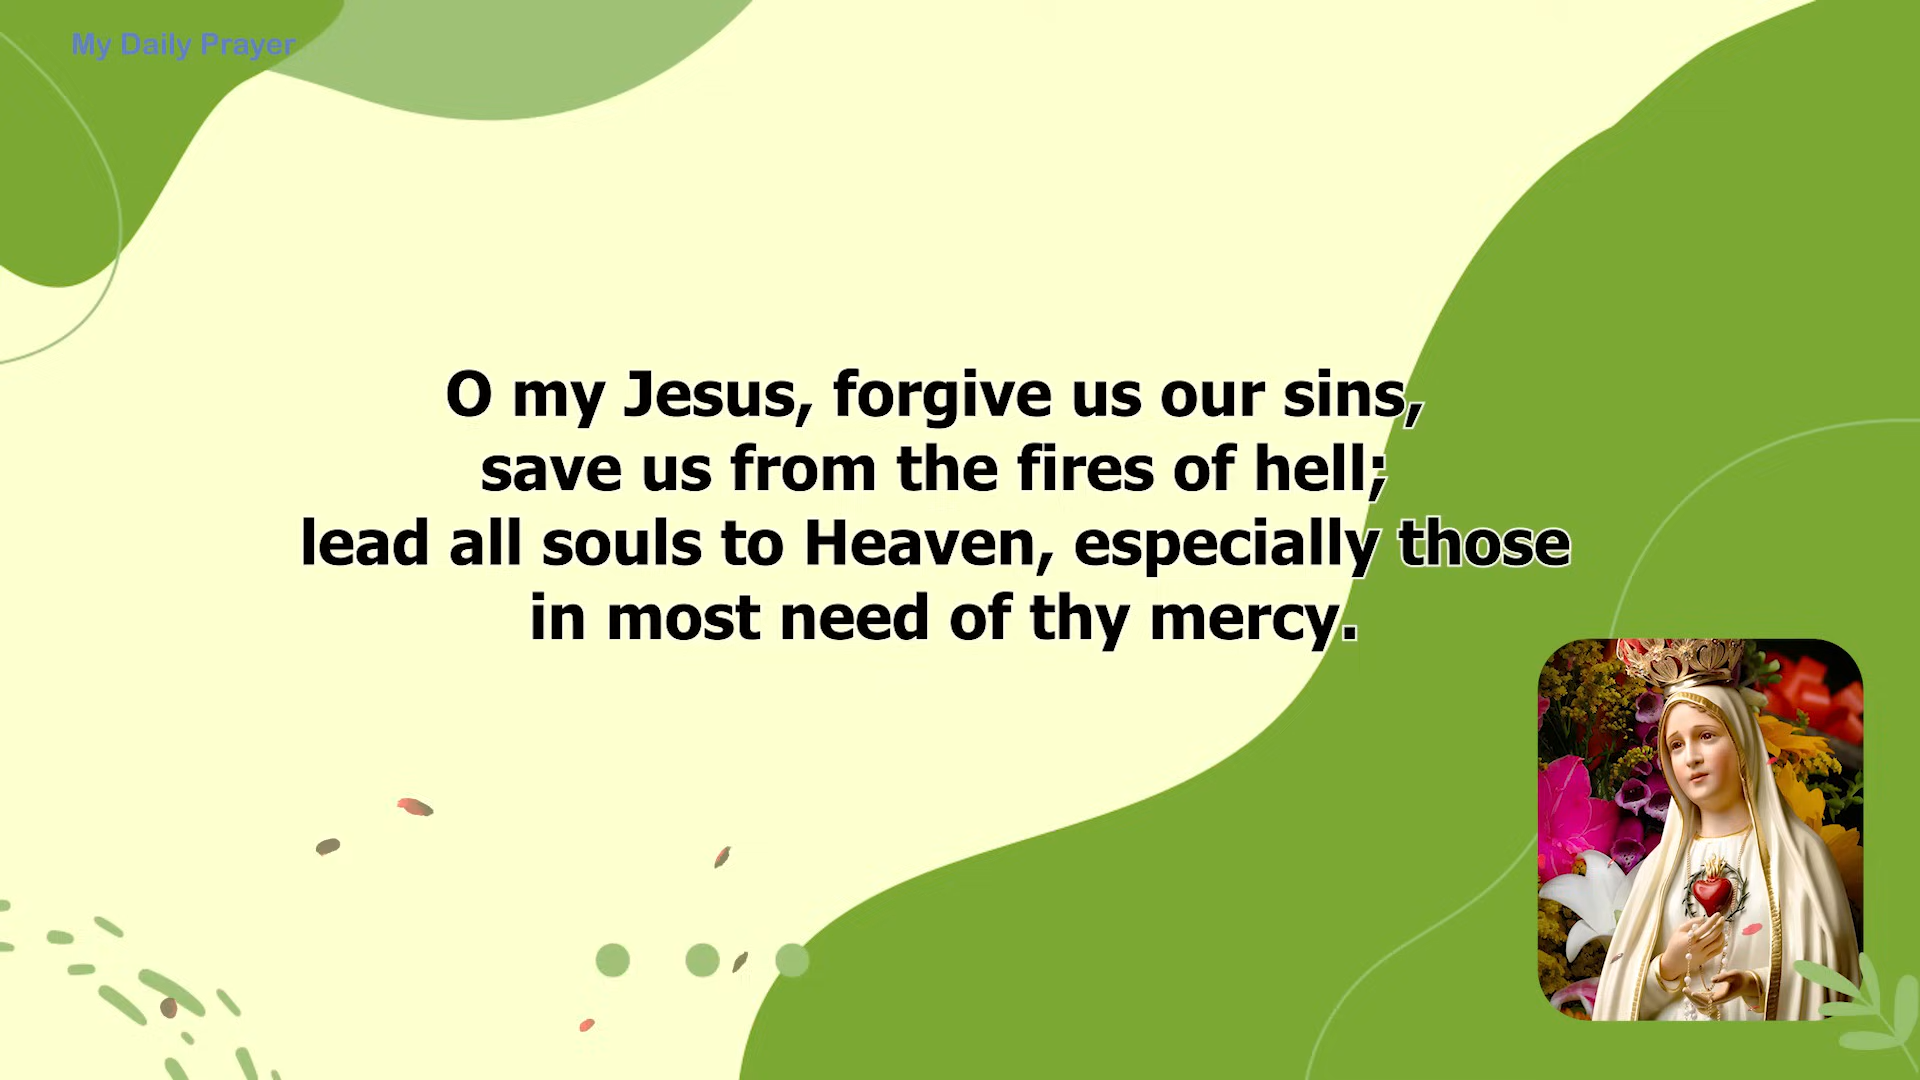 My Daily Prayer
O my Jesus, forgive us our sins,
save us from the fires of hell;
lead all souls to Heaven, especially those
in most need of thy mercy.